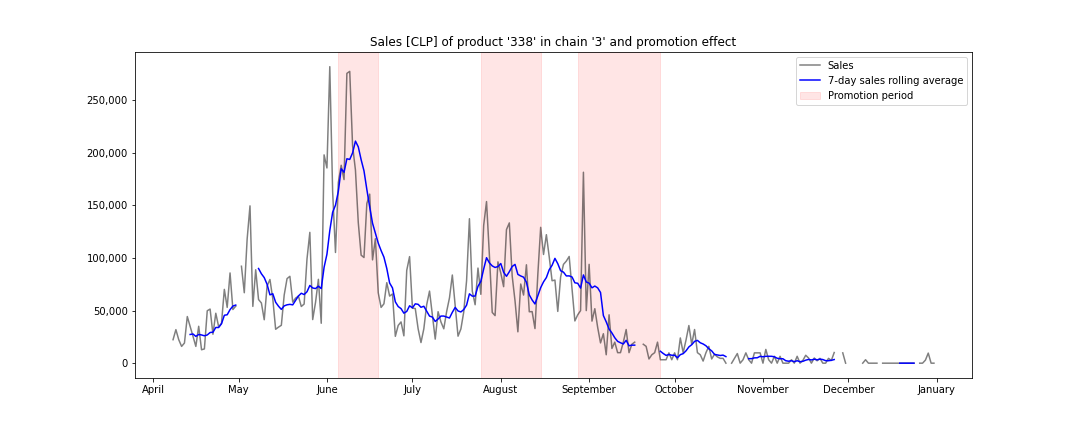 Sales [CLP] of product '338' in chain '3' and promotion effect
Sales
7-day sales rolling average
Promotion period
250,000
200,000
150,000
100,000
50,000
0
April May June July August September October November December January